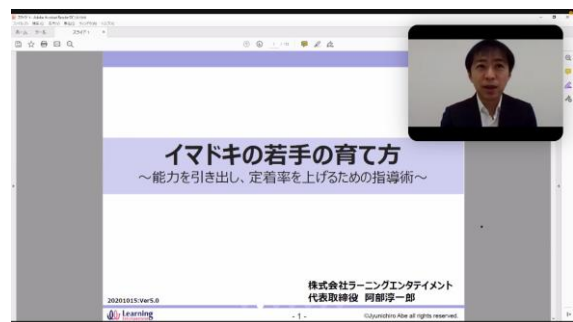 イマドキの若手の育て方
～能力を引き出し、定着率を上げるための指導術～
株式会社ラーニングエンタテイメント
代表取締役 阿部淳一郎
20201015:Ver5.0
Learning
- 1 -
©Jyunichiro Abe all rights reserved.